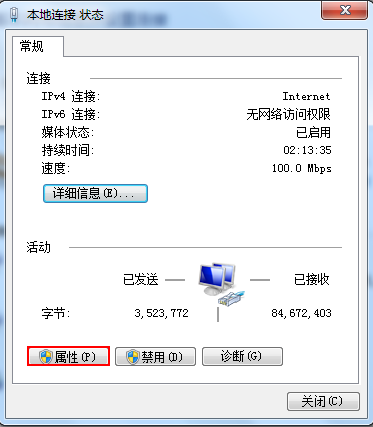 本地连接 状态
常规
连接
IPv4 连接: Internet
IPv6 连接: 无网络访问权限
媒体状态: 已启用
持续时间: 02:13:35
速度: 100.0 Mbps
详细信息(E)...
活动
已发送 — — 已接收
字节: 3,523,772 | 84,672,403
属性(P) 禁用(D) 诊断(G)
关闭(C)